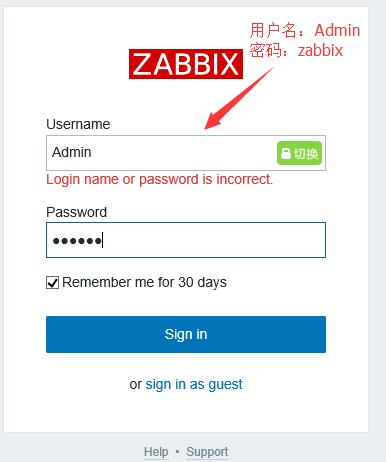 用户名：Admin
密码：zabbix
ZABBIX
Username
Admin
切换
Login name or password is incorrect.
Password
●●●●●●
Remember me for 30 days
Sign in
or sign in as guest
Help • Support